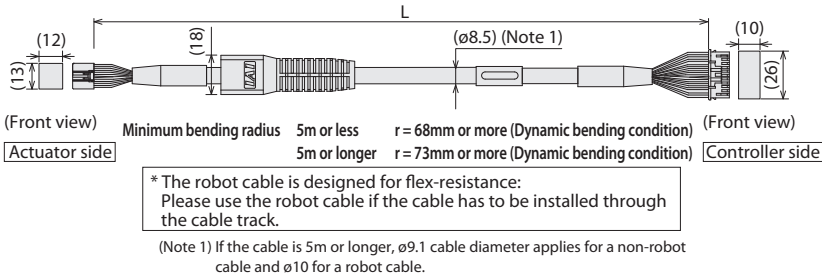 L
(12)
(18)
(ø8.5) (Note 1)
(10)
(13)
IAI
(26)
(Front view)
Minimum bending radius 5m or less r = 68mm or more (Dynamic bending condition)
(Front view)
Actuator side
5m or longer r = 73mm or more (Dynamic bending condition)
Controller side
* The robot cable is designed for flex-resistance:
Please use the robot cable if the cable has to be installed through
the cable track.
(Note 1) If the cable is 5m or longer, ø9.1 cable diameter applies for a non-robot
cable and ø10 for a robot cable.